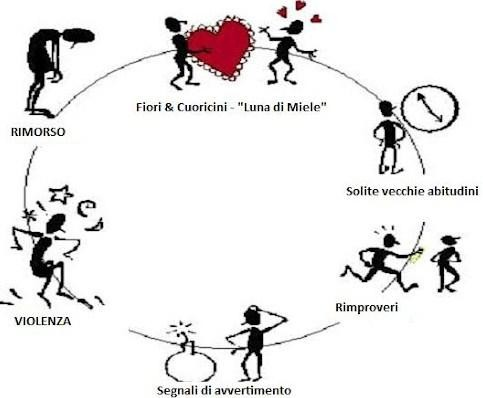 Fiori & Cuoricini - "Luna di Miele"
Solite vecchie abitudini
Rimproveri
Segnali di avvertimento
VIOLENZA
RIMORSO